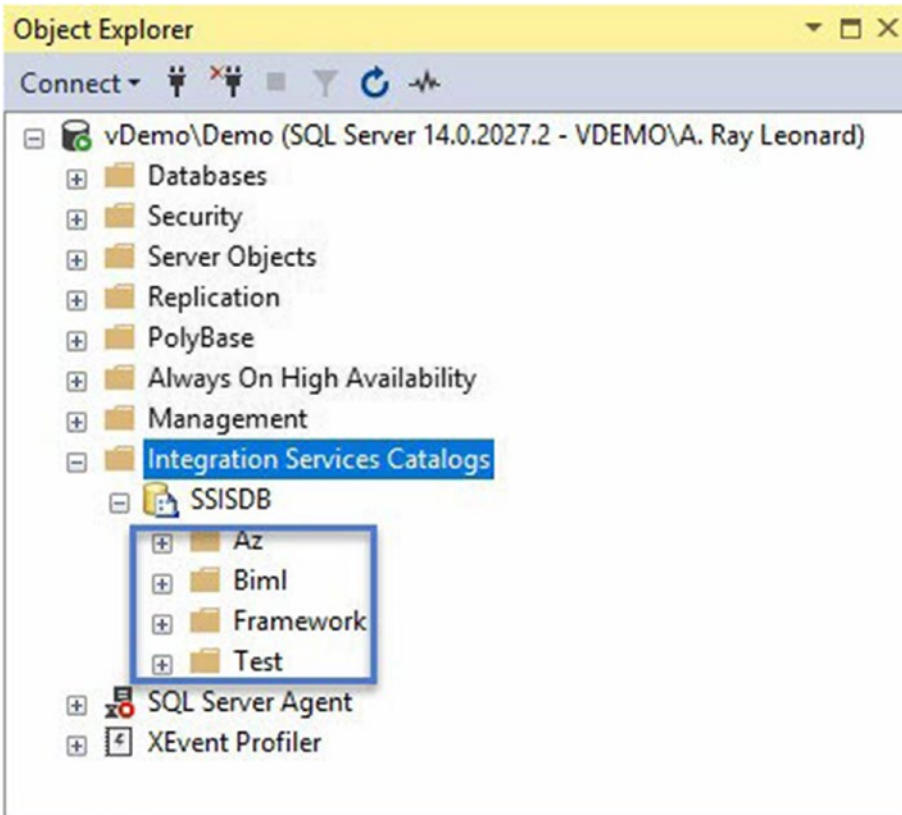 Object Explorer
Connect
vDemo\Demo (SQL Server 14.0.2027.2 - VDEMO\A. Ray Leonard)
Databases
Security
Server Objects
Replication
PolyBase
Always On High Availability
Management
Integration Services Catalogs
SSISDB
Az
Biml
Framework
Test
SQL Server Agent
XEvent Profiler